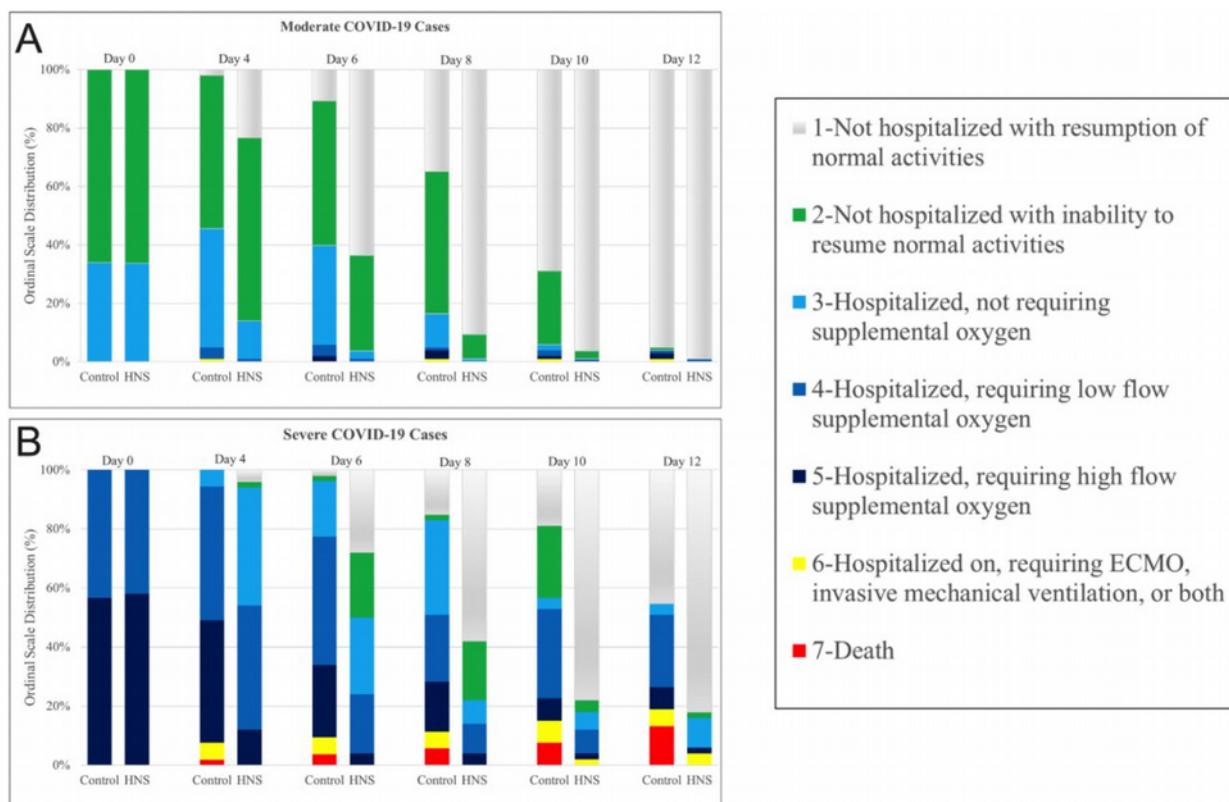 A
Moderate COVID-19 Cases
Day 0 Day 4 Day 6 Day 8 Day 10 Day 12
Ordinal Scale Distribution (%)
100%
80%
60%
40%
20%
0%
Control HNS Control HNS Control HNS Control HNS Control HNS Control HNS
B
Severe COVID-19 Cases
Day 0 Day 4 Day 6 Day 8 Day 10 Day 12
Ordinal Scale Distribution (%)
100%
80%
60%
40%
20%
0%
Control HNS Control HNS Control HNS Control HNS Control HNS Control HNS
1-Not hospitalized with resumption of
normal activities
2-Not hospitalized with inability to
resume normal activities
3-Hospitalized, not requiring
supplemental oxygen
4-Hospitalized, requiring low flow
supplemental oxygen
5-Hospitalized, requiring high flow
supplemental oxygen
6-Hospitalized on, requiring ECMO,
invasive mechanical ventilation, or both
7-Death